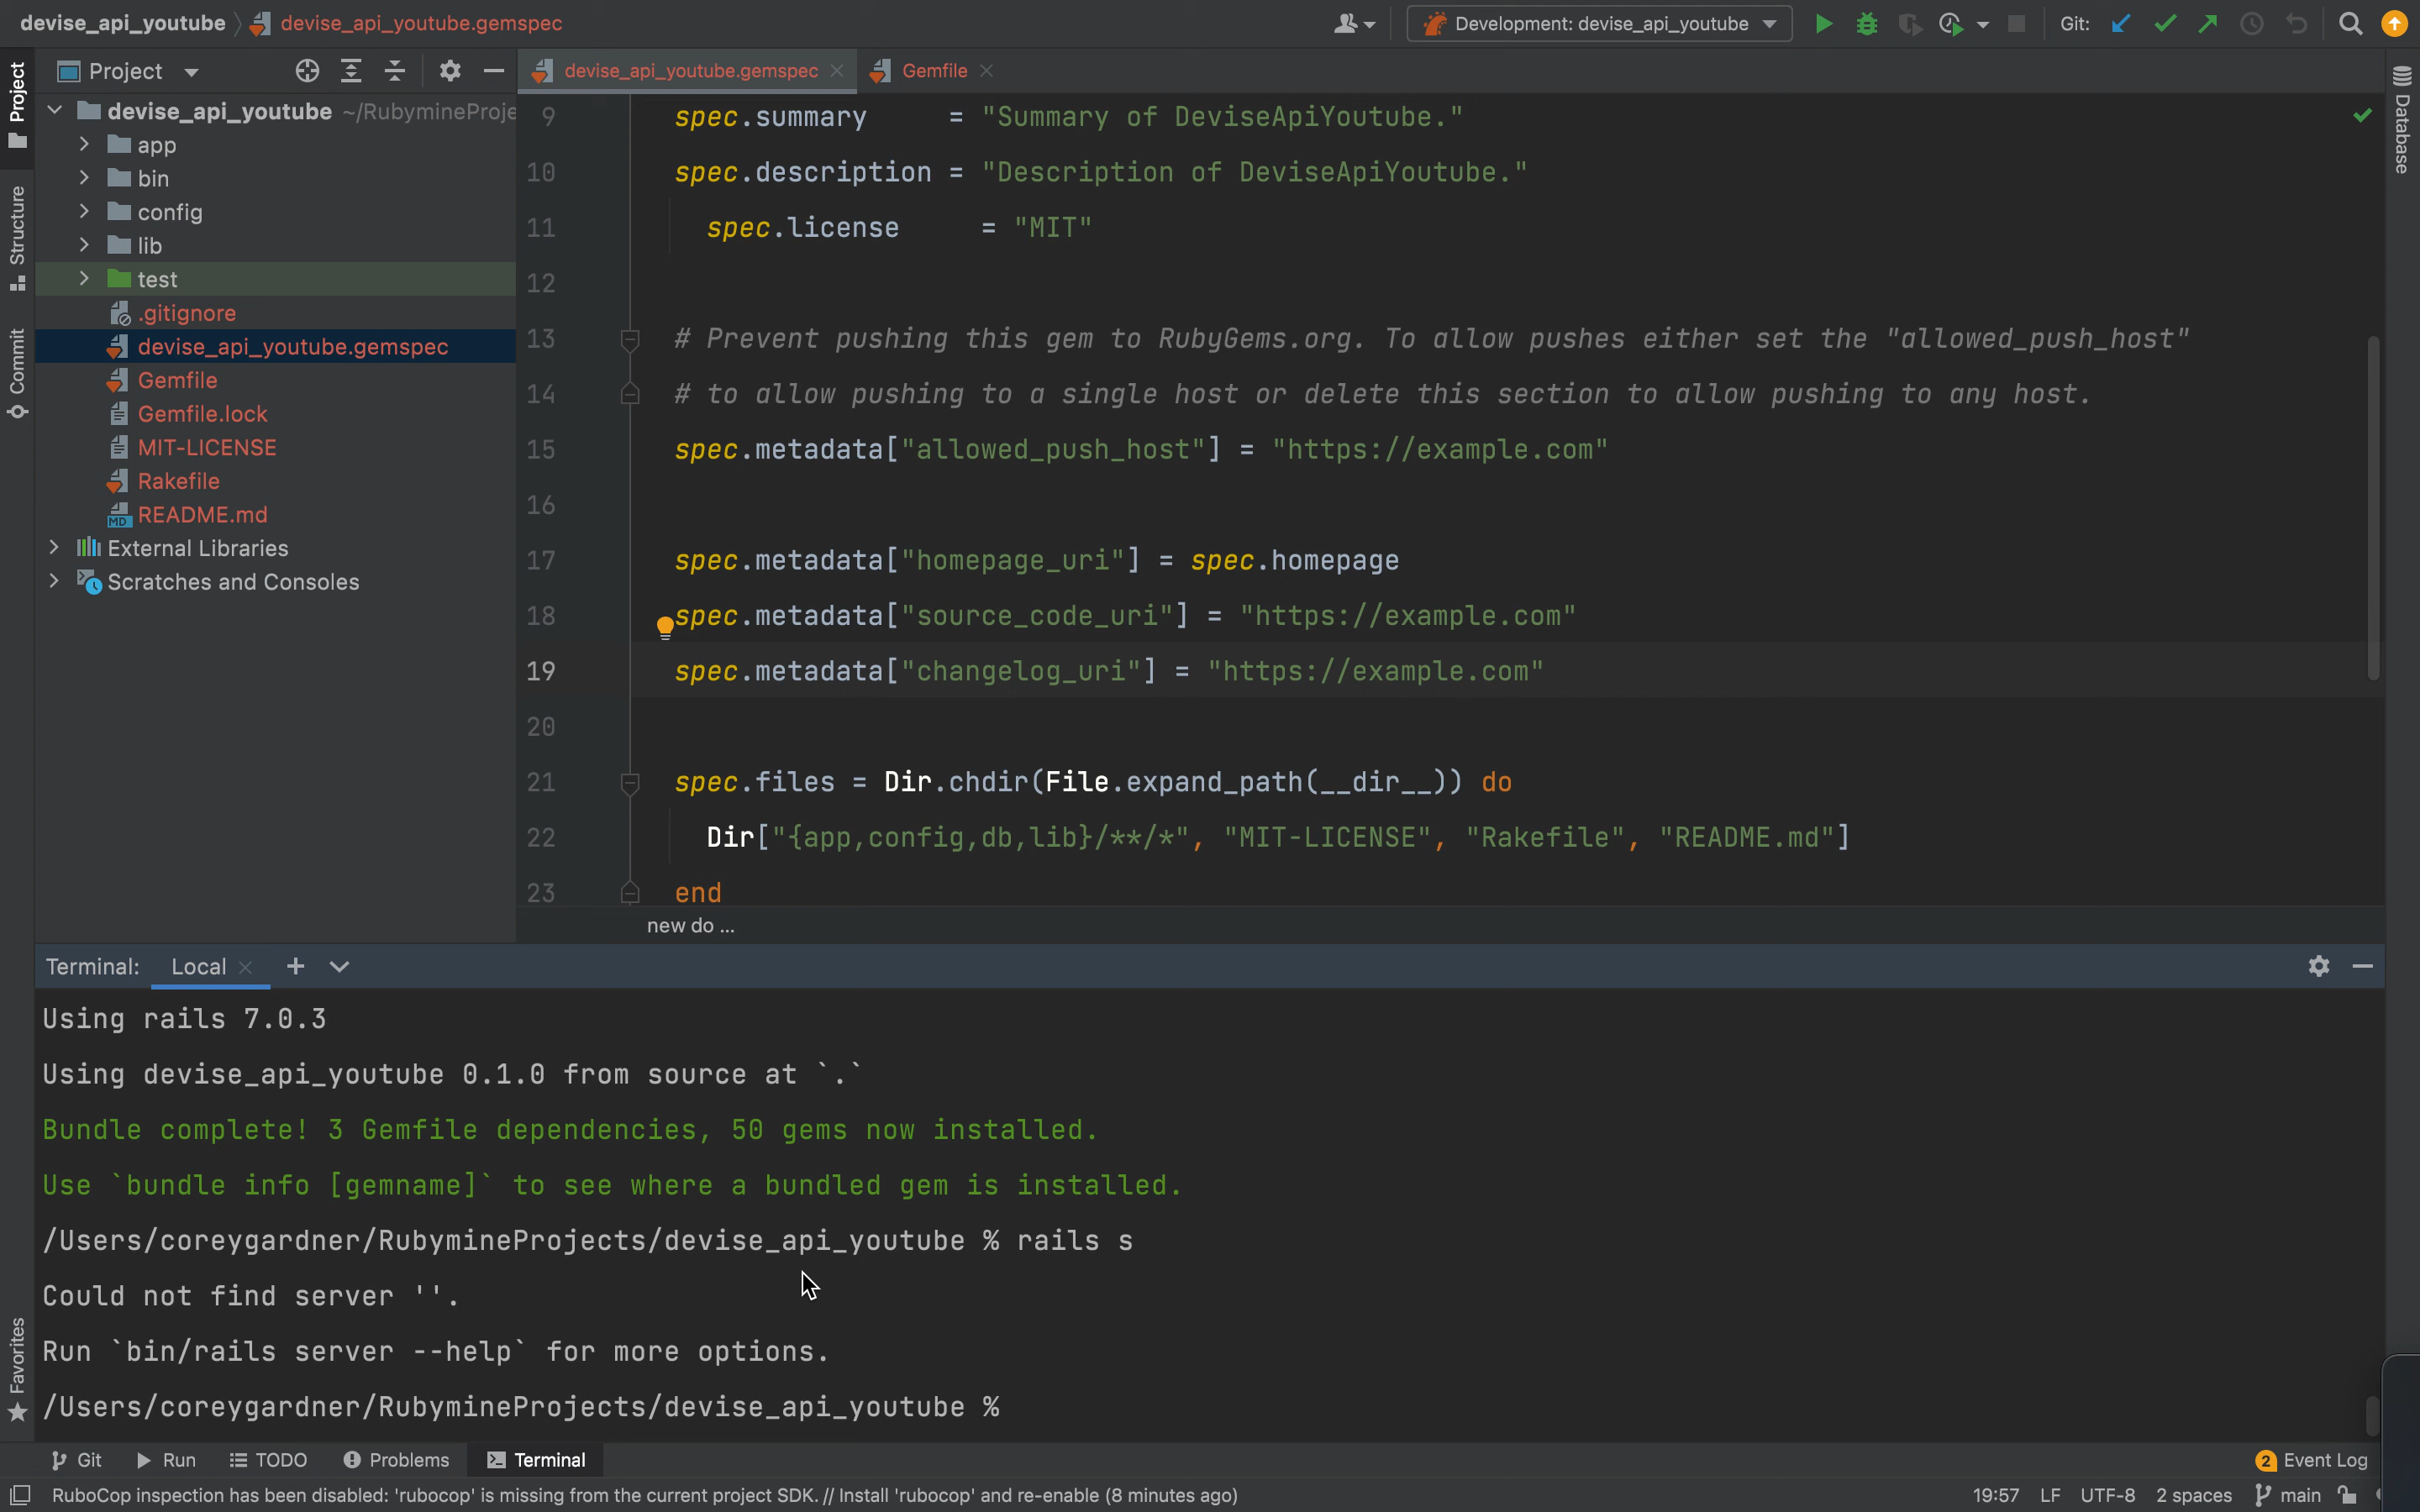 devise_api_youtube devise_api_youtube.gemspec
Development: devise_api_youtube
Git:
Project
Structure
Commit
Favorites
Project
devise_api_youtube ~/RubymineProje
app
bin
config
lib
test
.gitignore
devise_api_youtube.gemspec
Gemfile
Gemfile.lock
MIT-LICENSE
Rakefile
MD README.md
External Libraries
Scratches and Consoles
devise_api_youtube.gemspec Gemfile
9 spec.summary = "Summary of DeviseApiYoutube."
10 spec.description = "Description of DeviseApiYoutube."
11 spec.license = "MIT"
12
13 # Prevent pushing this gem to RubyGems.org. To allow pushes either set the "allowed_push_host"
14 # to allow pushing to a single host or delete this section to allow pushing to any host.
15 spec.metadata["allowed_push_host"] = "https://example.com"
16
17 spec.metadata["homepage_uri"] = spec.homepage
18 spec.metadata["source_code_uri"] = "https://example.com"
19 spec.metadata["changelog_uri"] = "https://example.com"
20
21 spec.files = Dir.chdir(File.expand_path(__dir__)) do
22 Dir["{app,config,db,lib}/**/*", "MIT-LICENSE", "Rakefile", "README.md"]
23 end
new do ...
Database
Terminal: Local
Using rails 7.0.3
Using devise_api_youtube 0.1.0 from source at `.`
Bundle complete! 3 Gemfile dependencies, 50 gems now installed.
Use `bundle info [gemname]` to see where a bundled gem is installed.
/Users/coreygardner/RubymineProjects/devise_api_youtube % rails s
Could not find server ''.
Run `bin/rails server --help` for more options.
/Users/coreygardner/RubymineProjects/devise_api_youtube %
Git Run TODO Problems Terminal 2 Event Log
RuboCop inspection has been disabled: 'rubocop' is missing from the current project SDK. // Install 'rubocop' and re-enable (8 minutes ago) 19:57 LF UTF-8 2 spaces main